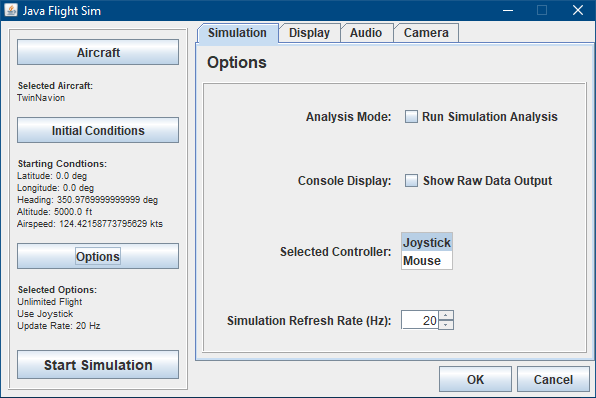 Java Flight Sim
Aircraft
Selected Aircraft:
TwinNavion
Initial Conditions
Starting Condtions:
Latitude: 0.0 deg
Longitude: 0.0 deg
Heading: 350.9769999999999 deg
Altitude: 5000.0 ft
Airspeed: 124.42158773795629 kts
Options
Selected Options:
Unlimited Flight
Use Joystick
Update Rate: 20 Hz
Start Simulation
Simulation Display Audio Camera
Options
Analysis Mode: Run Simulation Analysis
Console Display: Show Raw Data Output
Selected Controller: Joystick
Mouse
Simulation Refresh Rate (Hz): 20
OK Cancel